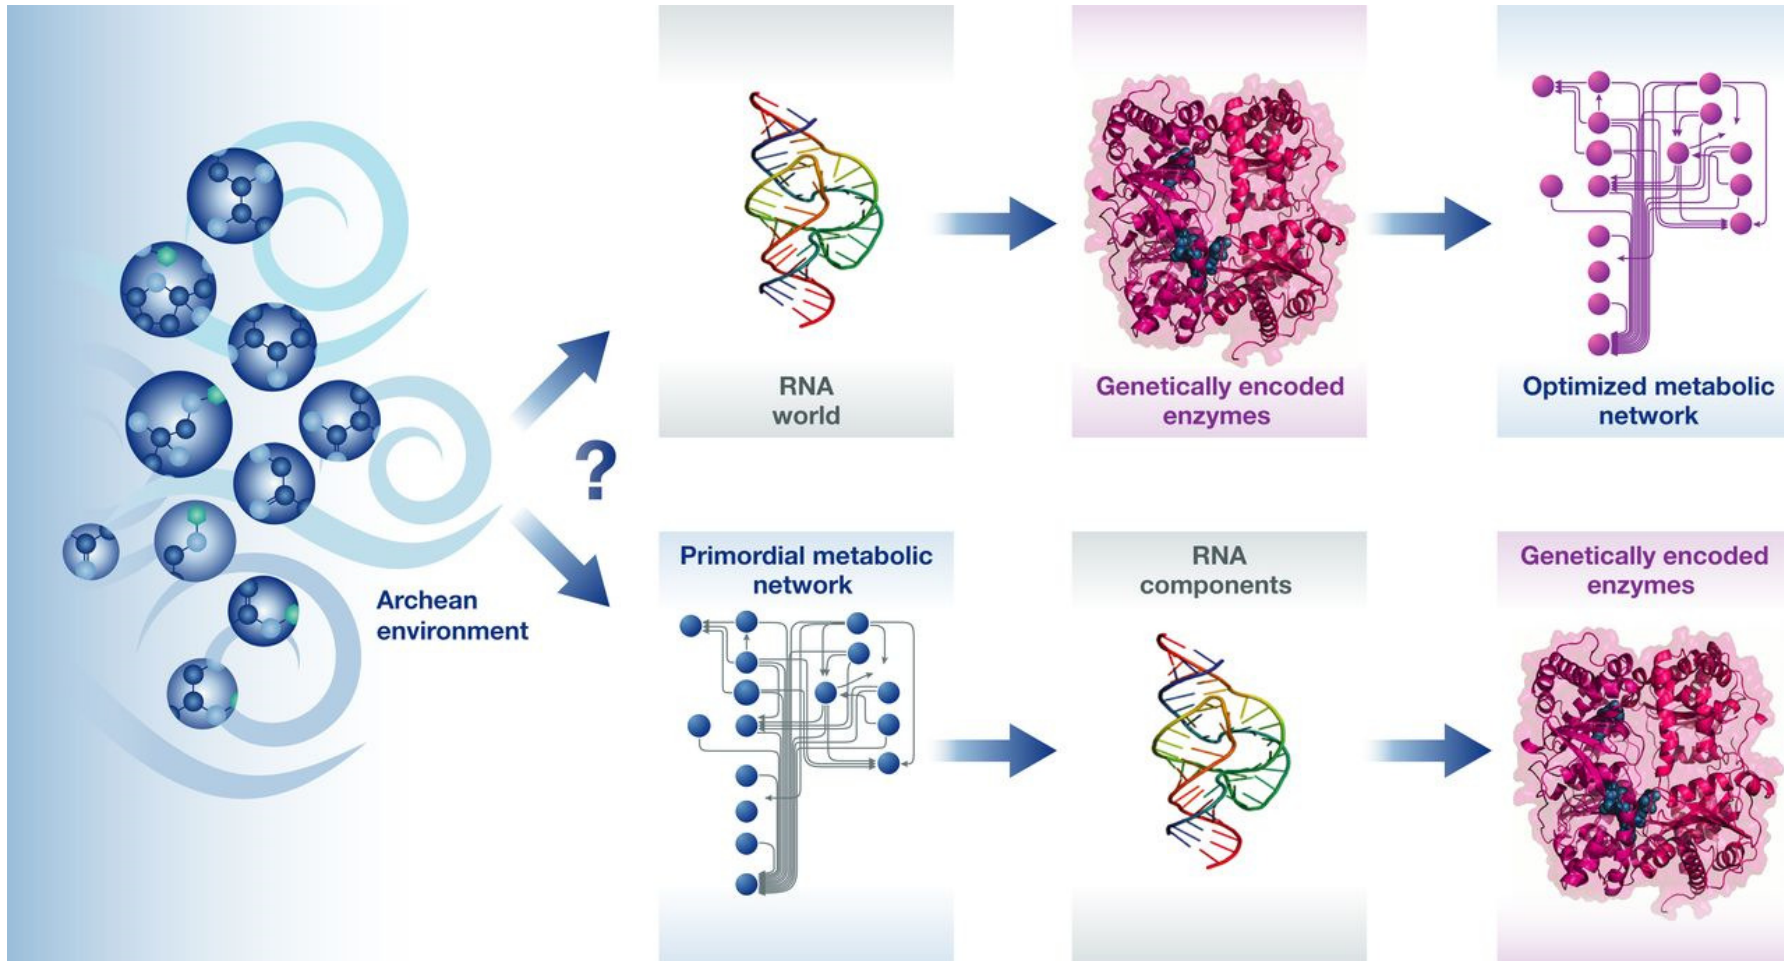 RNA
world
Genetically encoded
enzymes
Optimized metabolic
network
?
Archean
environment
Primordial metabolic
network
RNA
components
Genetically encoded
enzymes